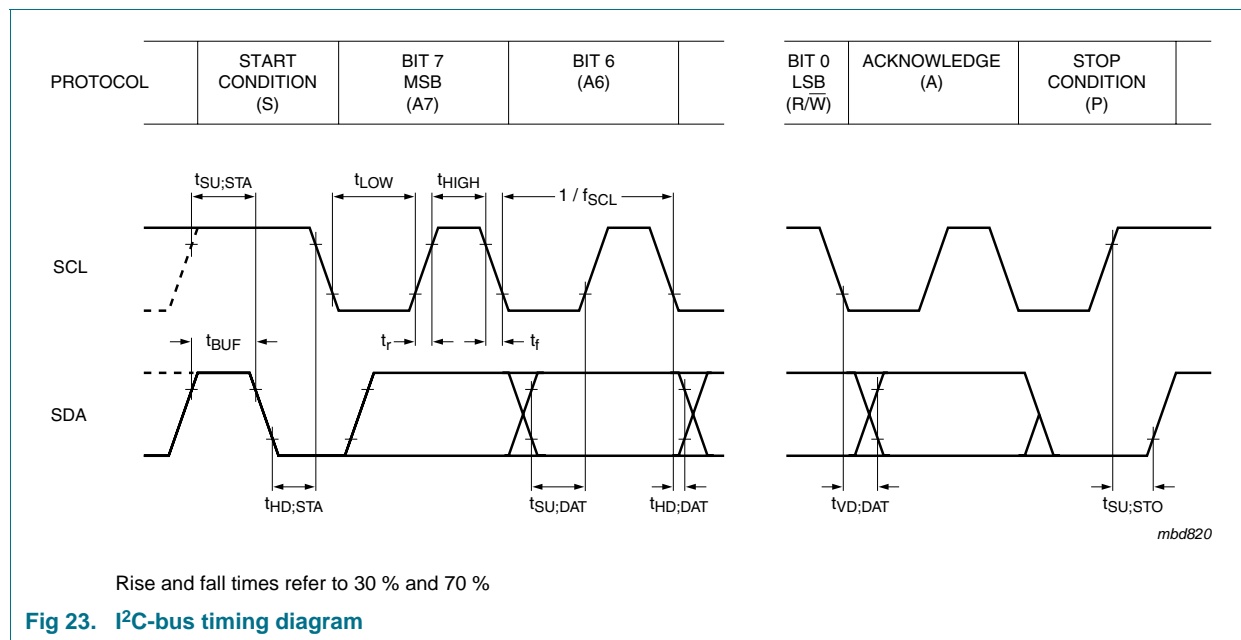 PROTOCOL
START
CONDITION
(S)
BIT 7
MSB
(A7)
BIT 6
(A6)
BIT 0
LSB
(R/W̅)
ACKNOWLEDGE
(A)
STOP
CONDITION
(P)
tSU;STA
tLOW
tHIGH
1 / fSCL
SCL
tBUF
tr
tf
SDA
tHD;STA
tSU;DAT
tHD;DAT
tVD;DAT
tSU;STO
mbd820
Rise and fall times refer to 30 % and 70 %
Fig 23. I²C-bus timing diagram